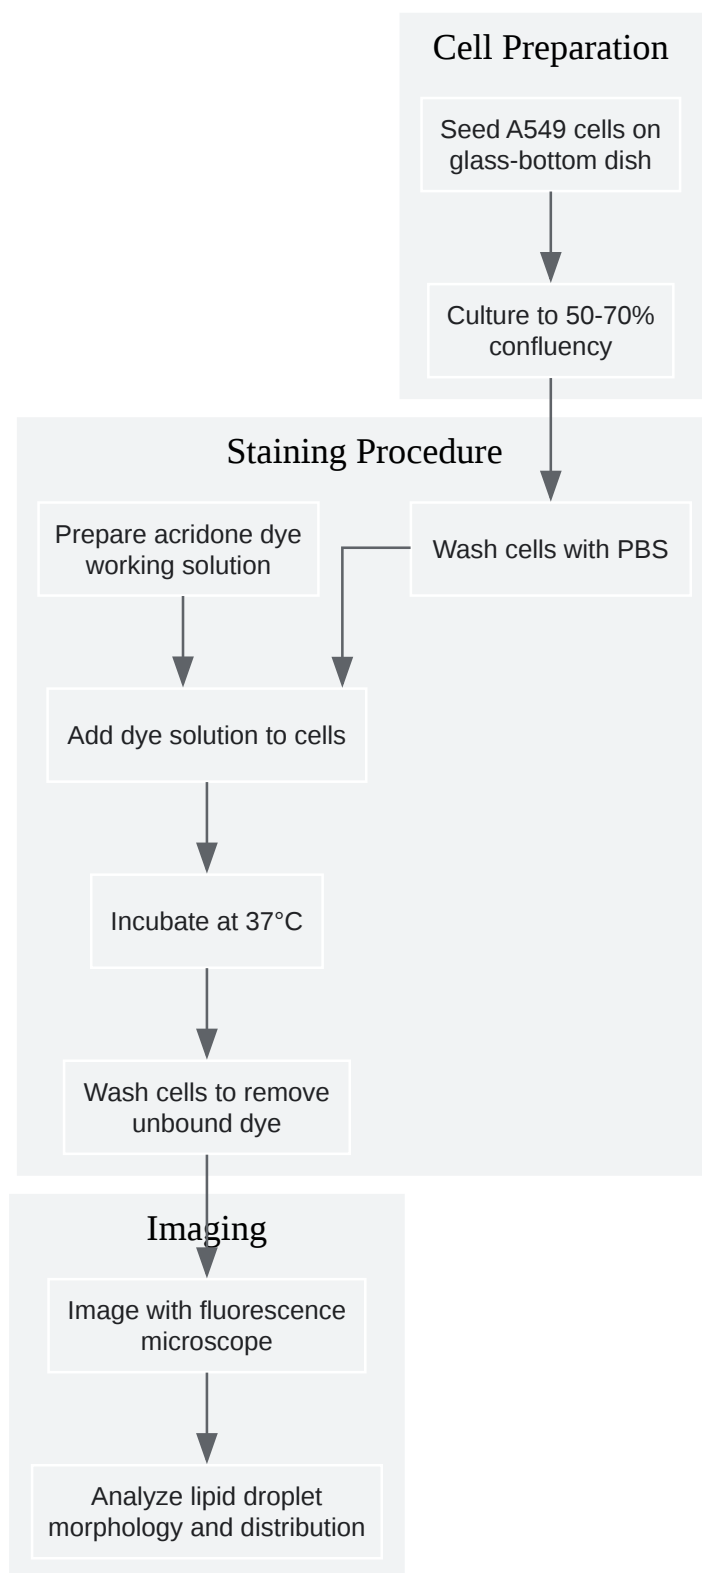 Cell Preparation
Seed A549 cells on
glass-bottom dish
Culture to 50-70%
confluency
Staining Procedure
Prepare acridone dye
working solution
Wash cells with PBS
Add dye solution to cells
Incubate at 37°C
Wash cells to remove
unbound dye
Imaging
Image with fluorescence
microscope
Analyze lipid droplet
morphology and distribution